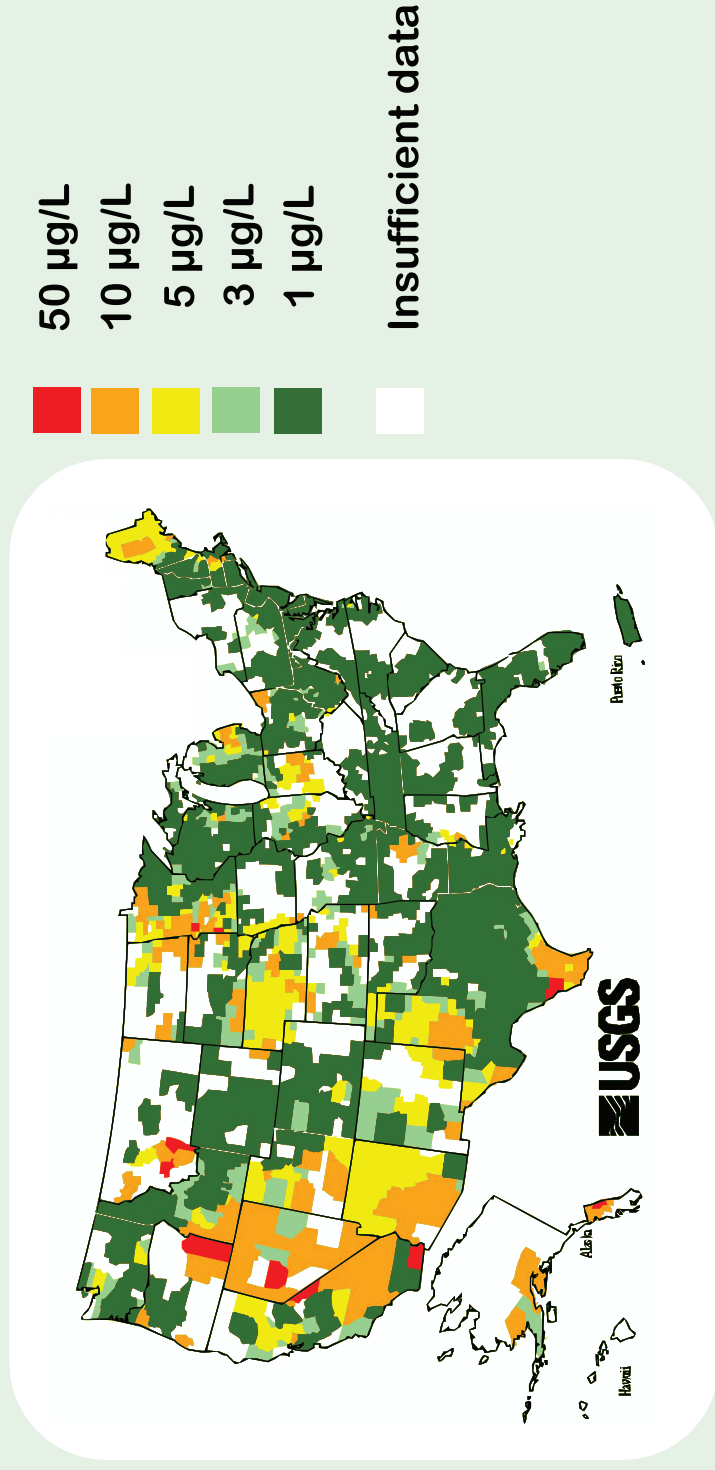 50 µg/L
10 µg/L
5 µg/L
3 µg/L
1 µg/L
Insufficient data
Puerto Rico
USGS
Alaska
Hawaii